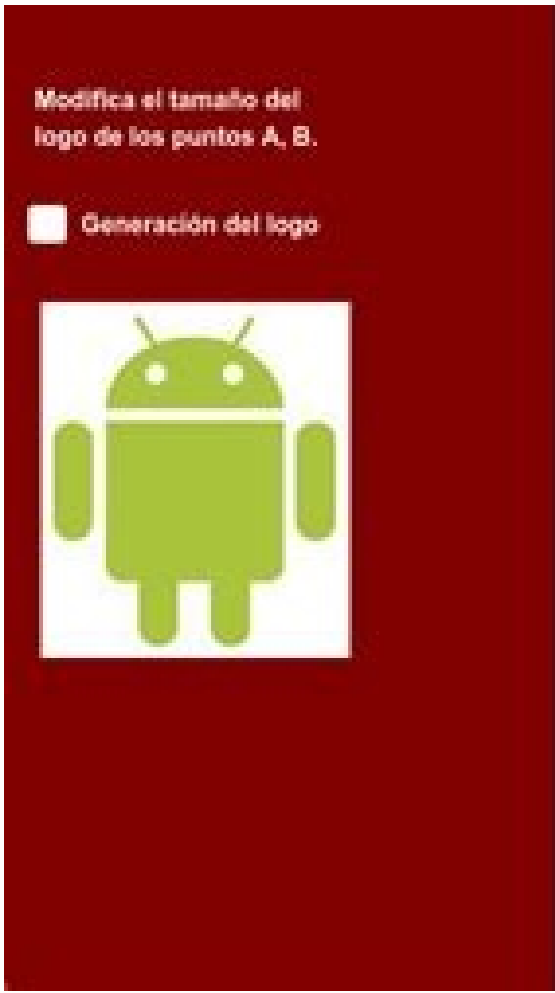 Modifica el tamaño del
logo de los puntos A, B.
Generación del logo